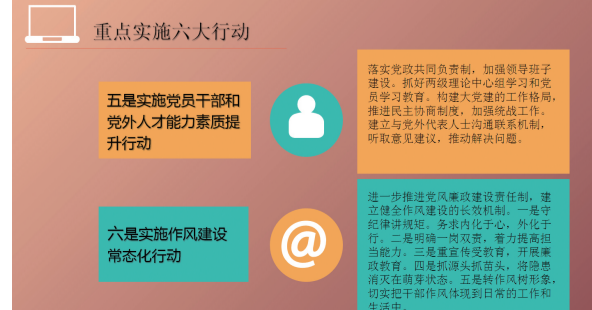 重点实施六大行动
五是实施党员干部和
党外人才能力素质提
升行动
落实党政共同负责制，加强领导班子
建设。抓好两级理论中心组学习和党
员学习教育。构建大党建的工作格局，
推进民主协商制度，加强统战工作。
建立与党外代表人士沟通联系机制，
听取意见建议，推动解决问题。
六是实施作风建设
常态化行动
@
进一步推进党风廉政建设责任制，建
立健全作风建设的长效机制。一是守
纪律讲规矩。务求内化于心，外化于
行。二是明确一岗双责，着力提高担
当能力。三是重宣传受教育，开展廉
政教育。四是抓源头抓苗头，将隐患
消灭在萌芽状态。五是转作风树形象，
切实把干部作风体现到日常的工作和
生活中。